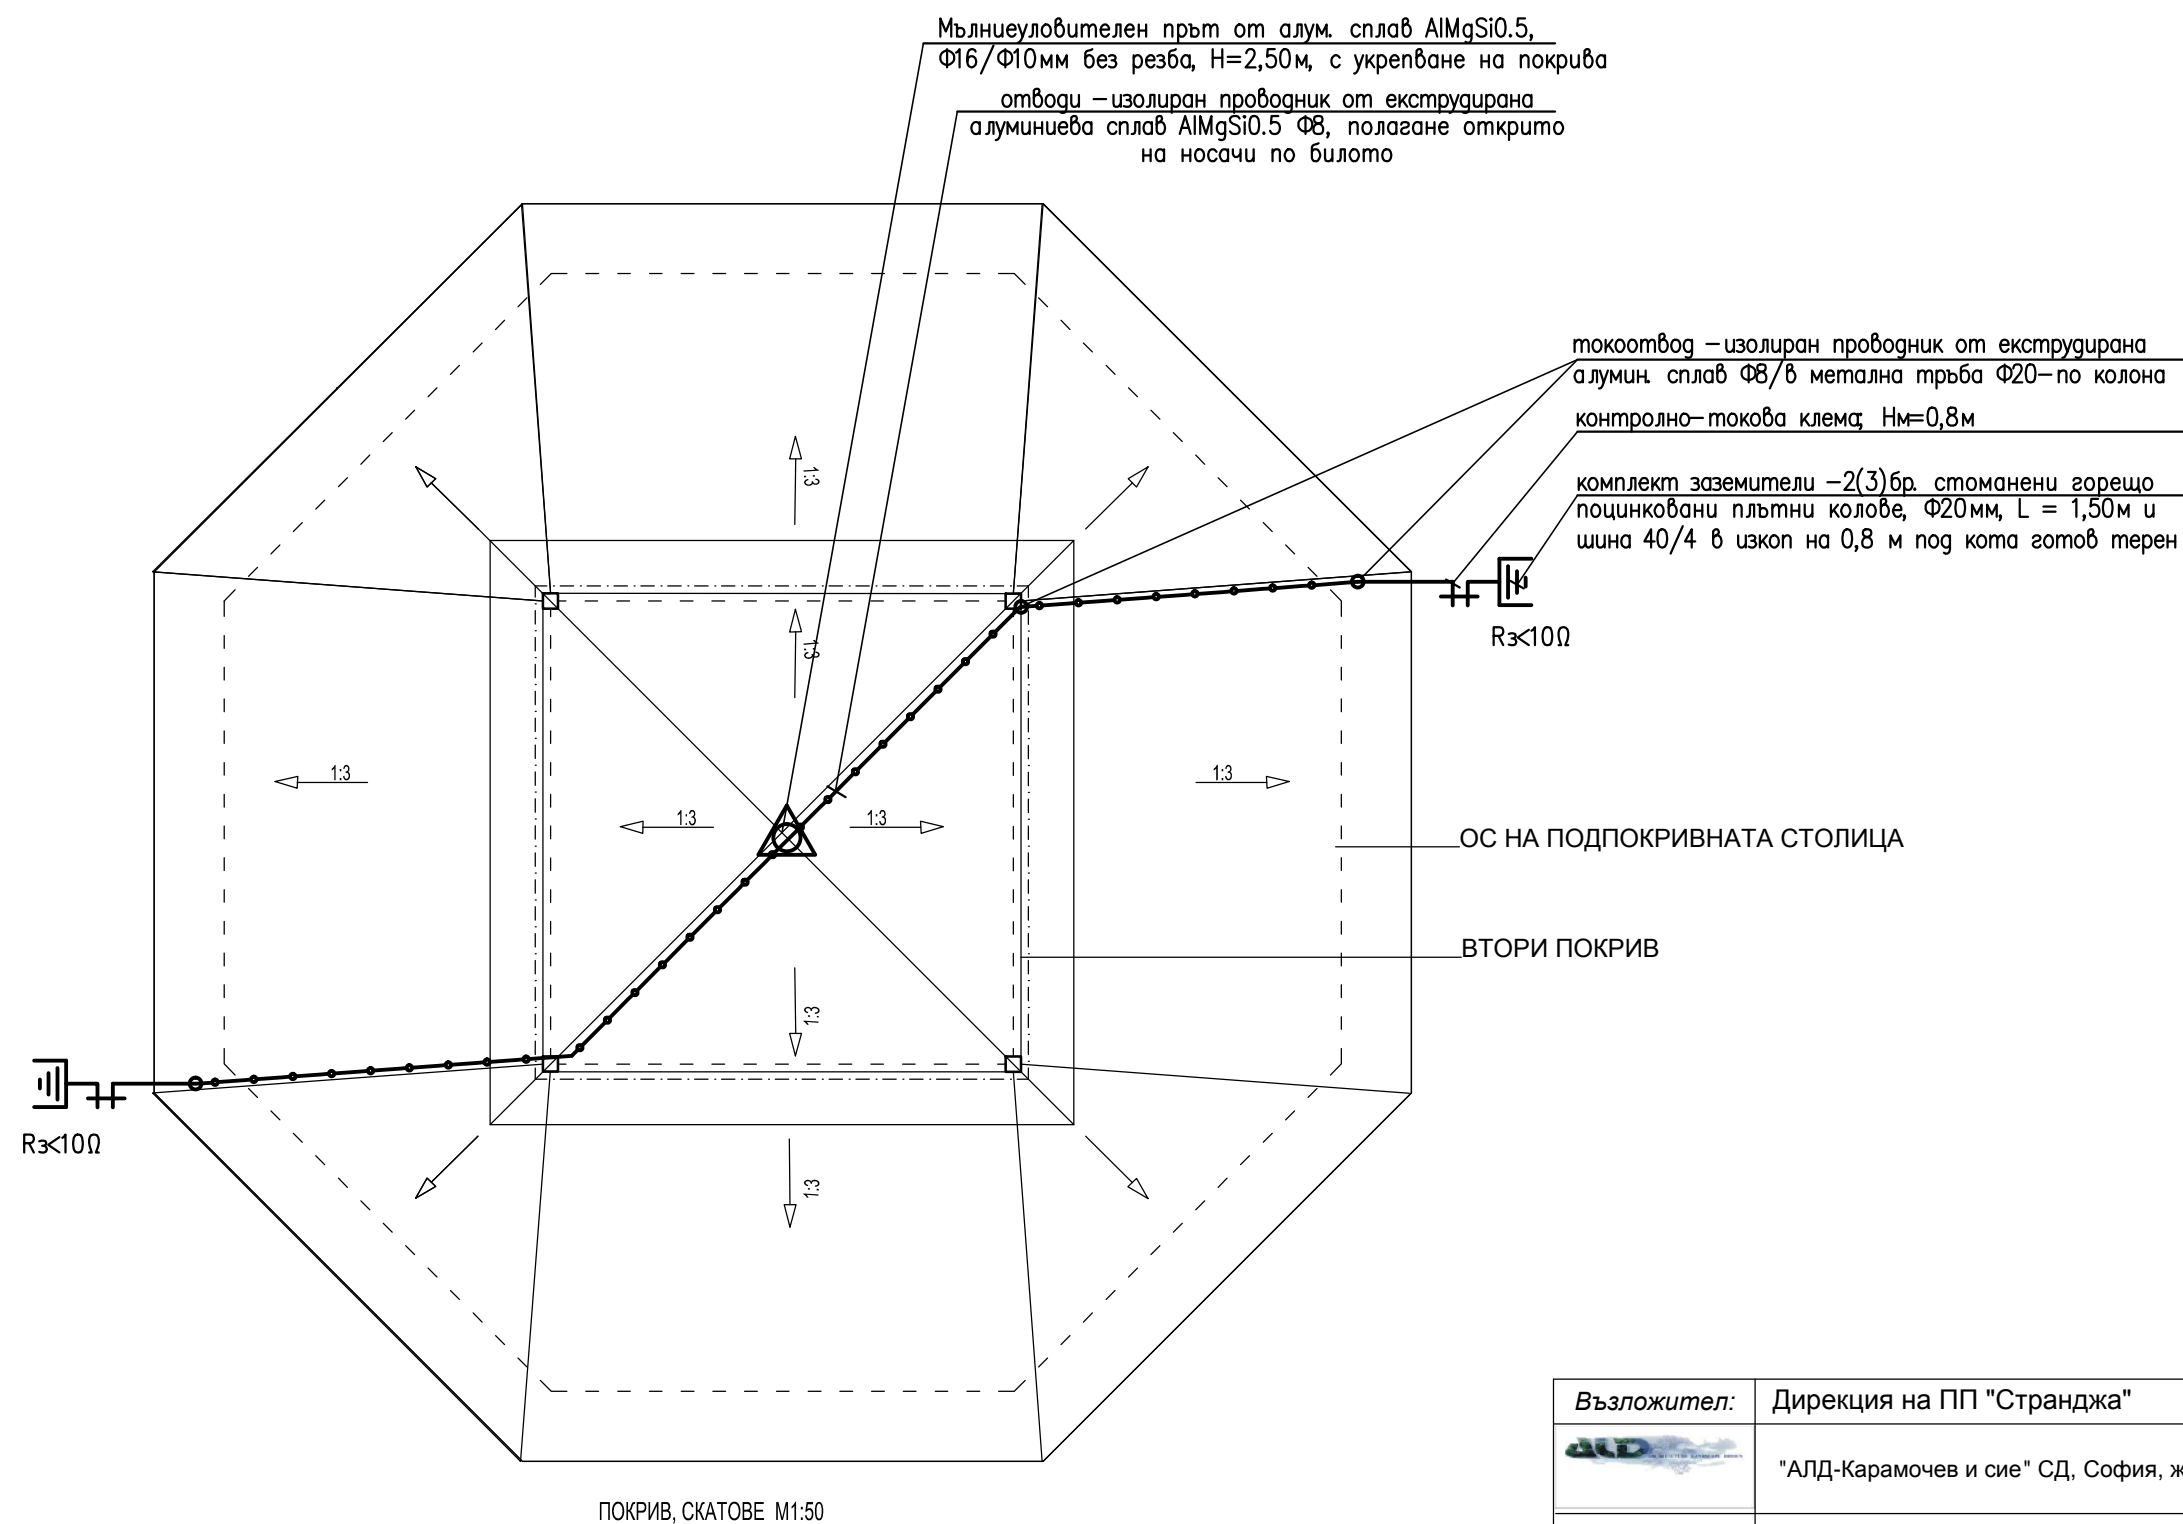 Мълниеуловителен прът от алум. сплав AlMgSi0.5,
Ф16/Ф10мм без резба, H=2,50м, с укрепване на покрива
отводи –изолиран проводник от екструдирана
алуминиева сплав AlMgSi0.5 Ф8, полагане открито
на носачи по билото
токоотвод –изолиран проводник от екструдирана
алумин. сплав Ф8/в метална тръба Ф20–по колона
контролно–токова клема; Нм=0,8м
комплект заземители –2(3)бр. стоманени горещо
поцинковани плътни колове, Ф20мм, L = 1,50м и
шина 40/4 в изкоп на 0,8 м под кота готов терен
1:3
Rз<10Ω
1:3
1:3
1:3
1:3
1:3
ОС НА ПОДПОКРИВНАТА СТОЛИЦА
ВТОРИ ПОКРИВ
1:3
Rз<10Ω
1:3
Възложител:
Дирекция на ПП "Странджа"
ALD
"АЛД-Карамочев и сие" СД, София, ж
ПОКРИВ, СКАТОВЕ М1:50